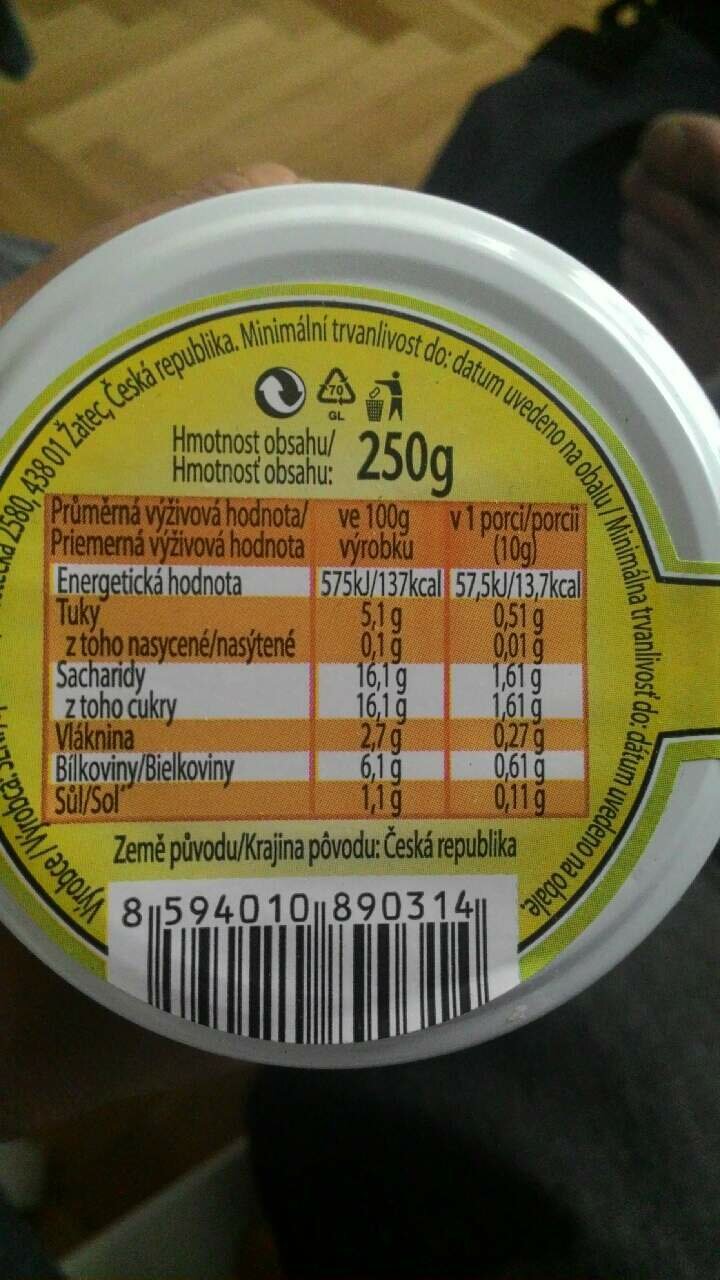 2580, 438 01 Žatec, Česká republika. Minimální trvanlivost do: datum uvedeno na obalu / Minimálna trvanlivosť do: dátum uvedeno na obale.
70
GL
Hmotnost obsahu/
Hmotnosť obsahu: 250g
Průměrná výživová hodnota/ ve 100g v 1 porci/porcii
Priemerná výživová hodnota výrobku (10g)
Energetická hodnota 575kJ/137kcal 57,5kJ/13,7kcal
Tuky 5,1 g 0,51 g
z toho nasycené/nasýtené 0,1 g 0,01 g
Sacharidy 16,1 g 1,61 g
z toho cukry 16,1 g 1,61 g
Vláknina 2,7 g 0,27 g
Bílkoviny/Bielkoviny 6,1 g 0,61 g
Sůl/Soľ 1,1 g 0,11 g
Země původu/Krajina pôvodu: Česká republika
Výrobce / Výrobca:
8 594010 890314